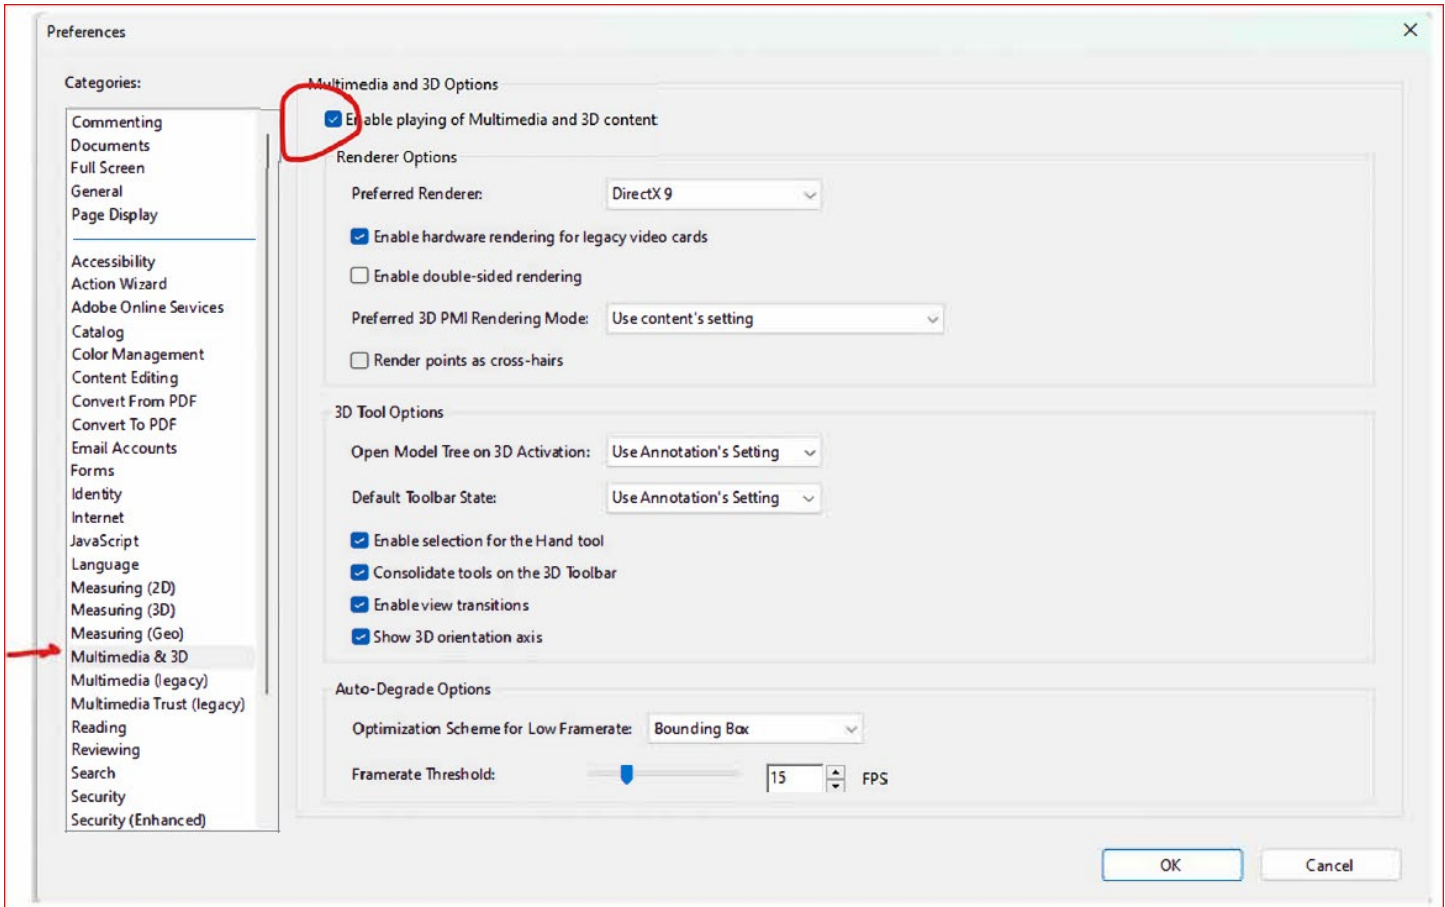 Preferences
Categories:
Commenting
Documents
Full Screen
General
Page Display
Accessibility
Action Wizard
Adobe Online Services
Catalog
Color Management
Content Editing
Convert From PDF
Convert To PDF
Email Accounts
Forms
Identity
Internet
JavaScript
Language
Measuring (2D)
Measuring (3D)
Measuring (Geo)
Multimedia & 3D
Multimedia (legacy)
Multimedia Trust (legacy)
Reading
Reviewing
Search
Security
Security (Enhanced)
Multimedia and 3D Options
Enable playing of Multimedia and 3D content
Renderer Options
Preferred Renderer: DirectX 9
Enable hardware rendering for legacy video cards
Enable double-sided rendering
Preferred 3D PMI Rendering Mode: Use content's setting
Render points as cross-hairs
3D Tool Options
Open Model Tree on 3D Activation: Use Annotation's Setting
Default Toolbar State: Use Annotation's Setting
Enable selection for the Hand tool
Consolidate tools on the 3D Toolbar
Enable view transitions
Show 3D orientation axis
Auto-Degrade Options
Optimization Scheme for Low Framerate: Bounding Box
Framerate Threshold: 15 FPS
OK Cancel